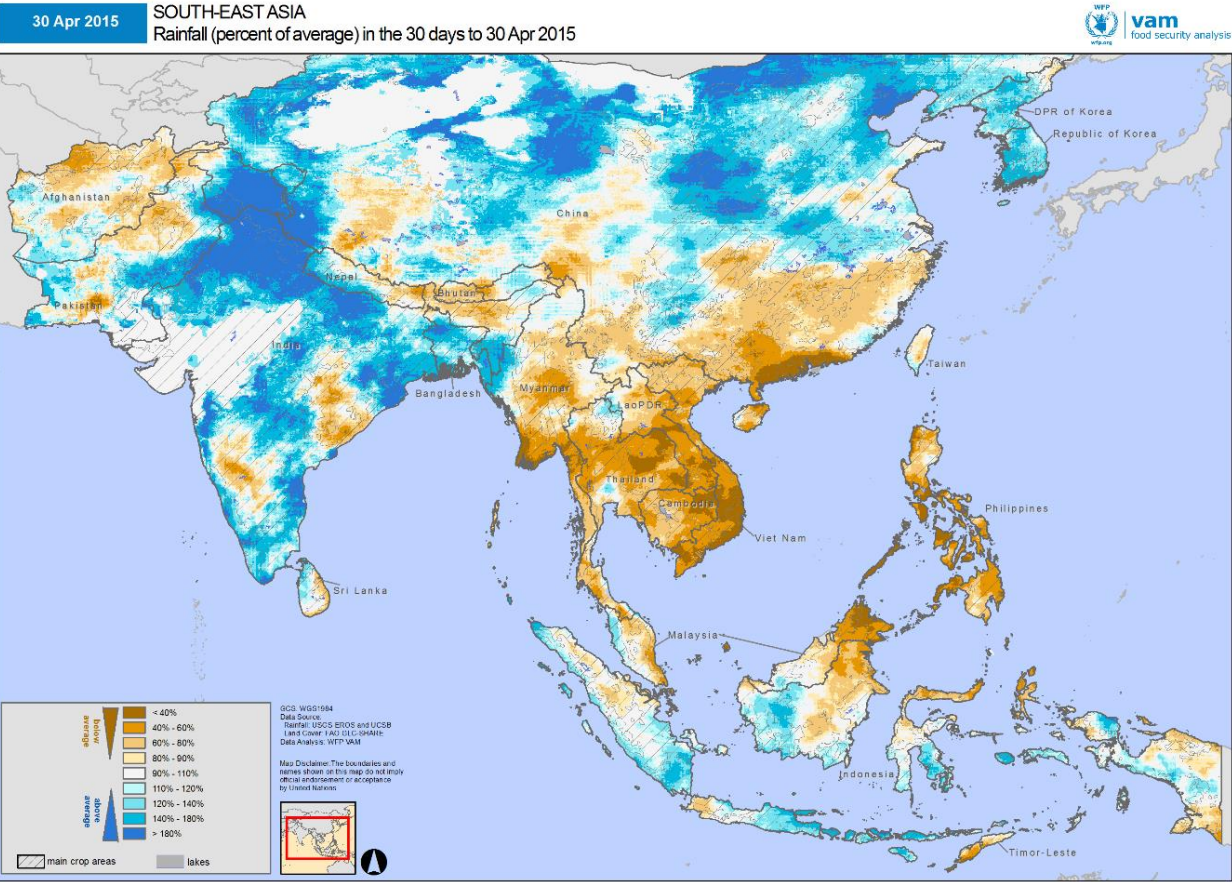 30 Apr 2015
SOUTH-EAST ASIA
Rainfall (percent of average) in the 30 days to 30 Apr 2015
WFP
wfp.org
vam
food security analysis
DPR of Korea
Republic of Korea
Afghanistan
China
Nepal
Bhutan
Pakistan
India
Taiwan
Bangladesh
Myanmar
LaoPDR
Thailand
Cambodia
Philippines
Viet Nam
Sri Lanka
Malaysia
Indonesia
Timor-Leste
below
average
< 40%
40% - 60%
60% - 80%
80% - 90%
90% - 110%
110% - 120%
120% - 140%
140% - 180%
> 180%
above
average
main crop areas
lakes
GCS: WGS1984
Data Source:
Rainfall: USGS EROS and UCSB
Land Cover: FAO GLC-SHARE
Data Analysis: WFP VAM
Map Disclaimer:The boundaries and
names shown on this map do not imply
official endorsement or acceptance
by United Nations